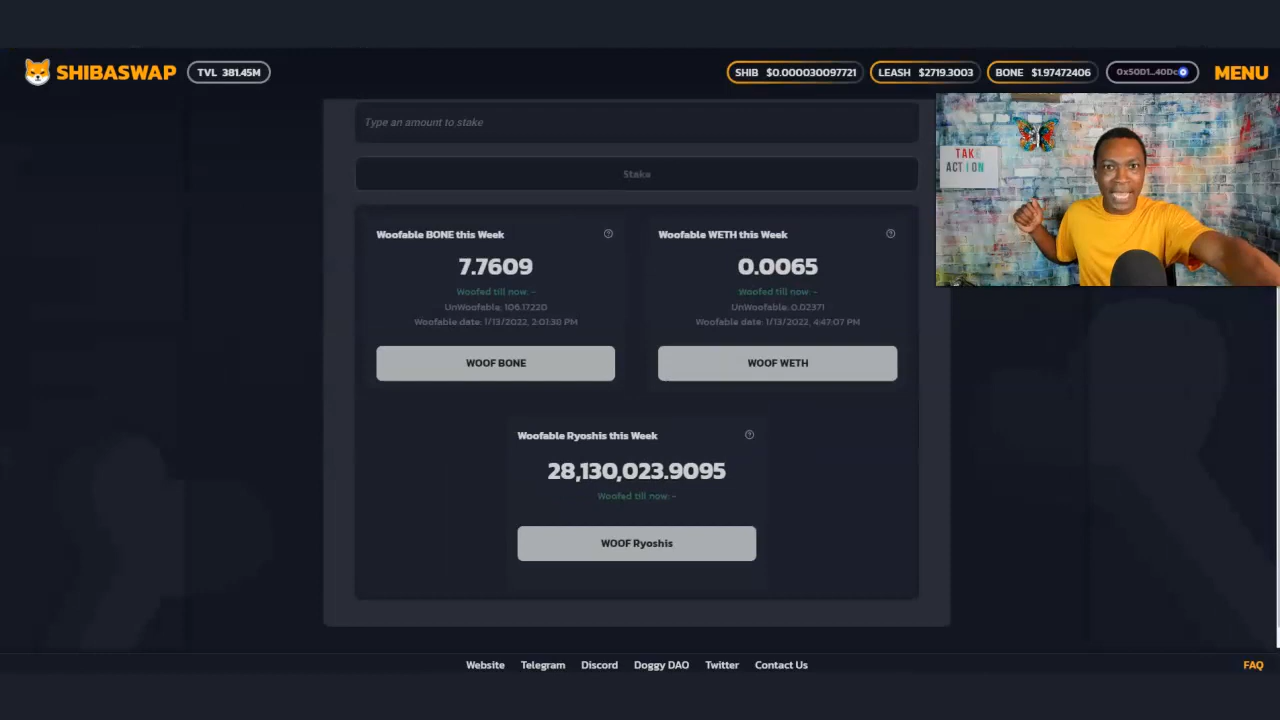 SHIBASWAP
TVL 381.45M
SHIB $0.000030097721
LEASH $2719.3003
BONE $1.97472406
0x50D1...40Dc
MENU
Type an amount to stake
Stake
TAKE
ACTION
Woofable BONE this Week
7.7609
Woofed till now: -
UnWoofable: 106.17220
Woofable date: 1/13/2022, 2:01:30 PM
WOOF BONE
Woofable WETH this Week
0.0065
Woofed till now: -
UnWoofable: 0.02371
Woofable date: 1/13/2022, 4:47:07 PM
WOOF WETH
Woofable Ryoshis this Week
28,130,023.9095
Woofed till now: -
WOOF Ryoshis
Website
Telegram
Discord
Doggy DAO
Twitter
Contact Us
FAQ